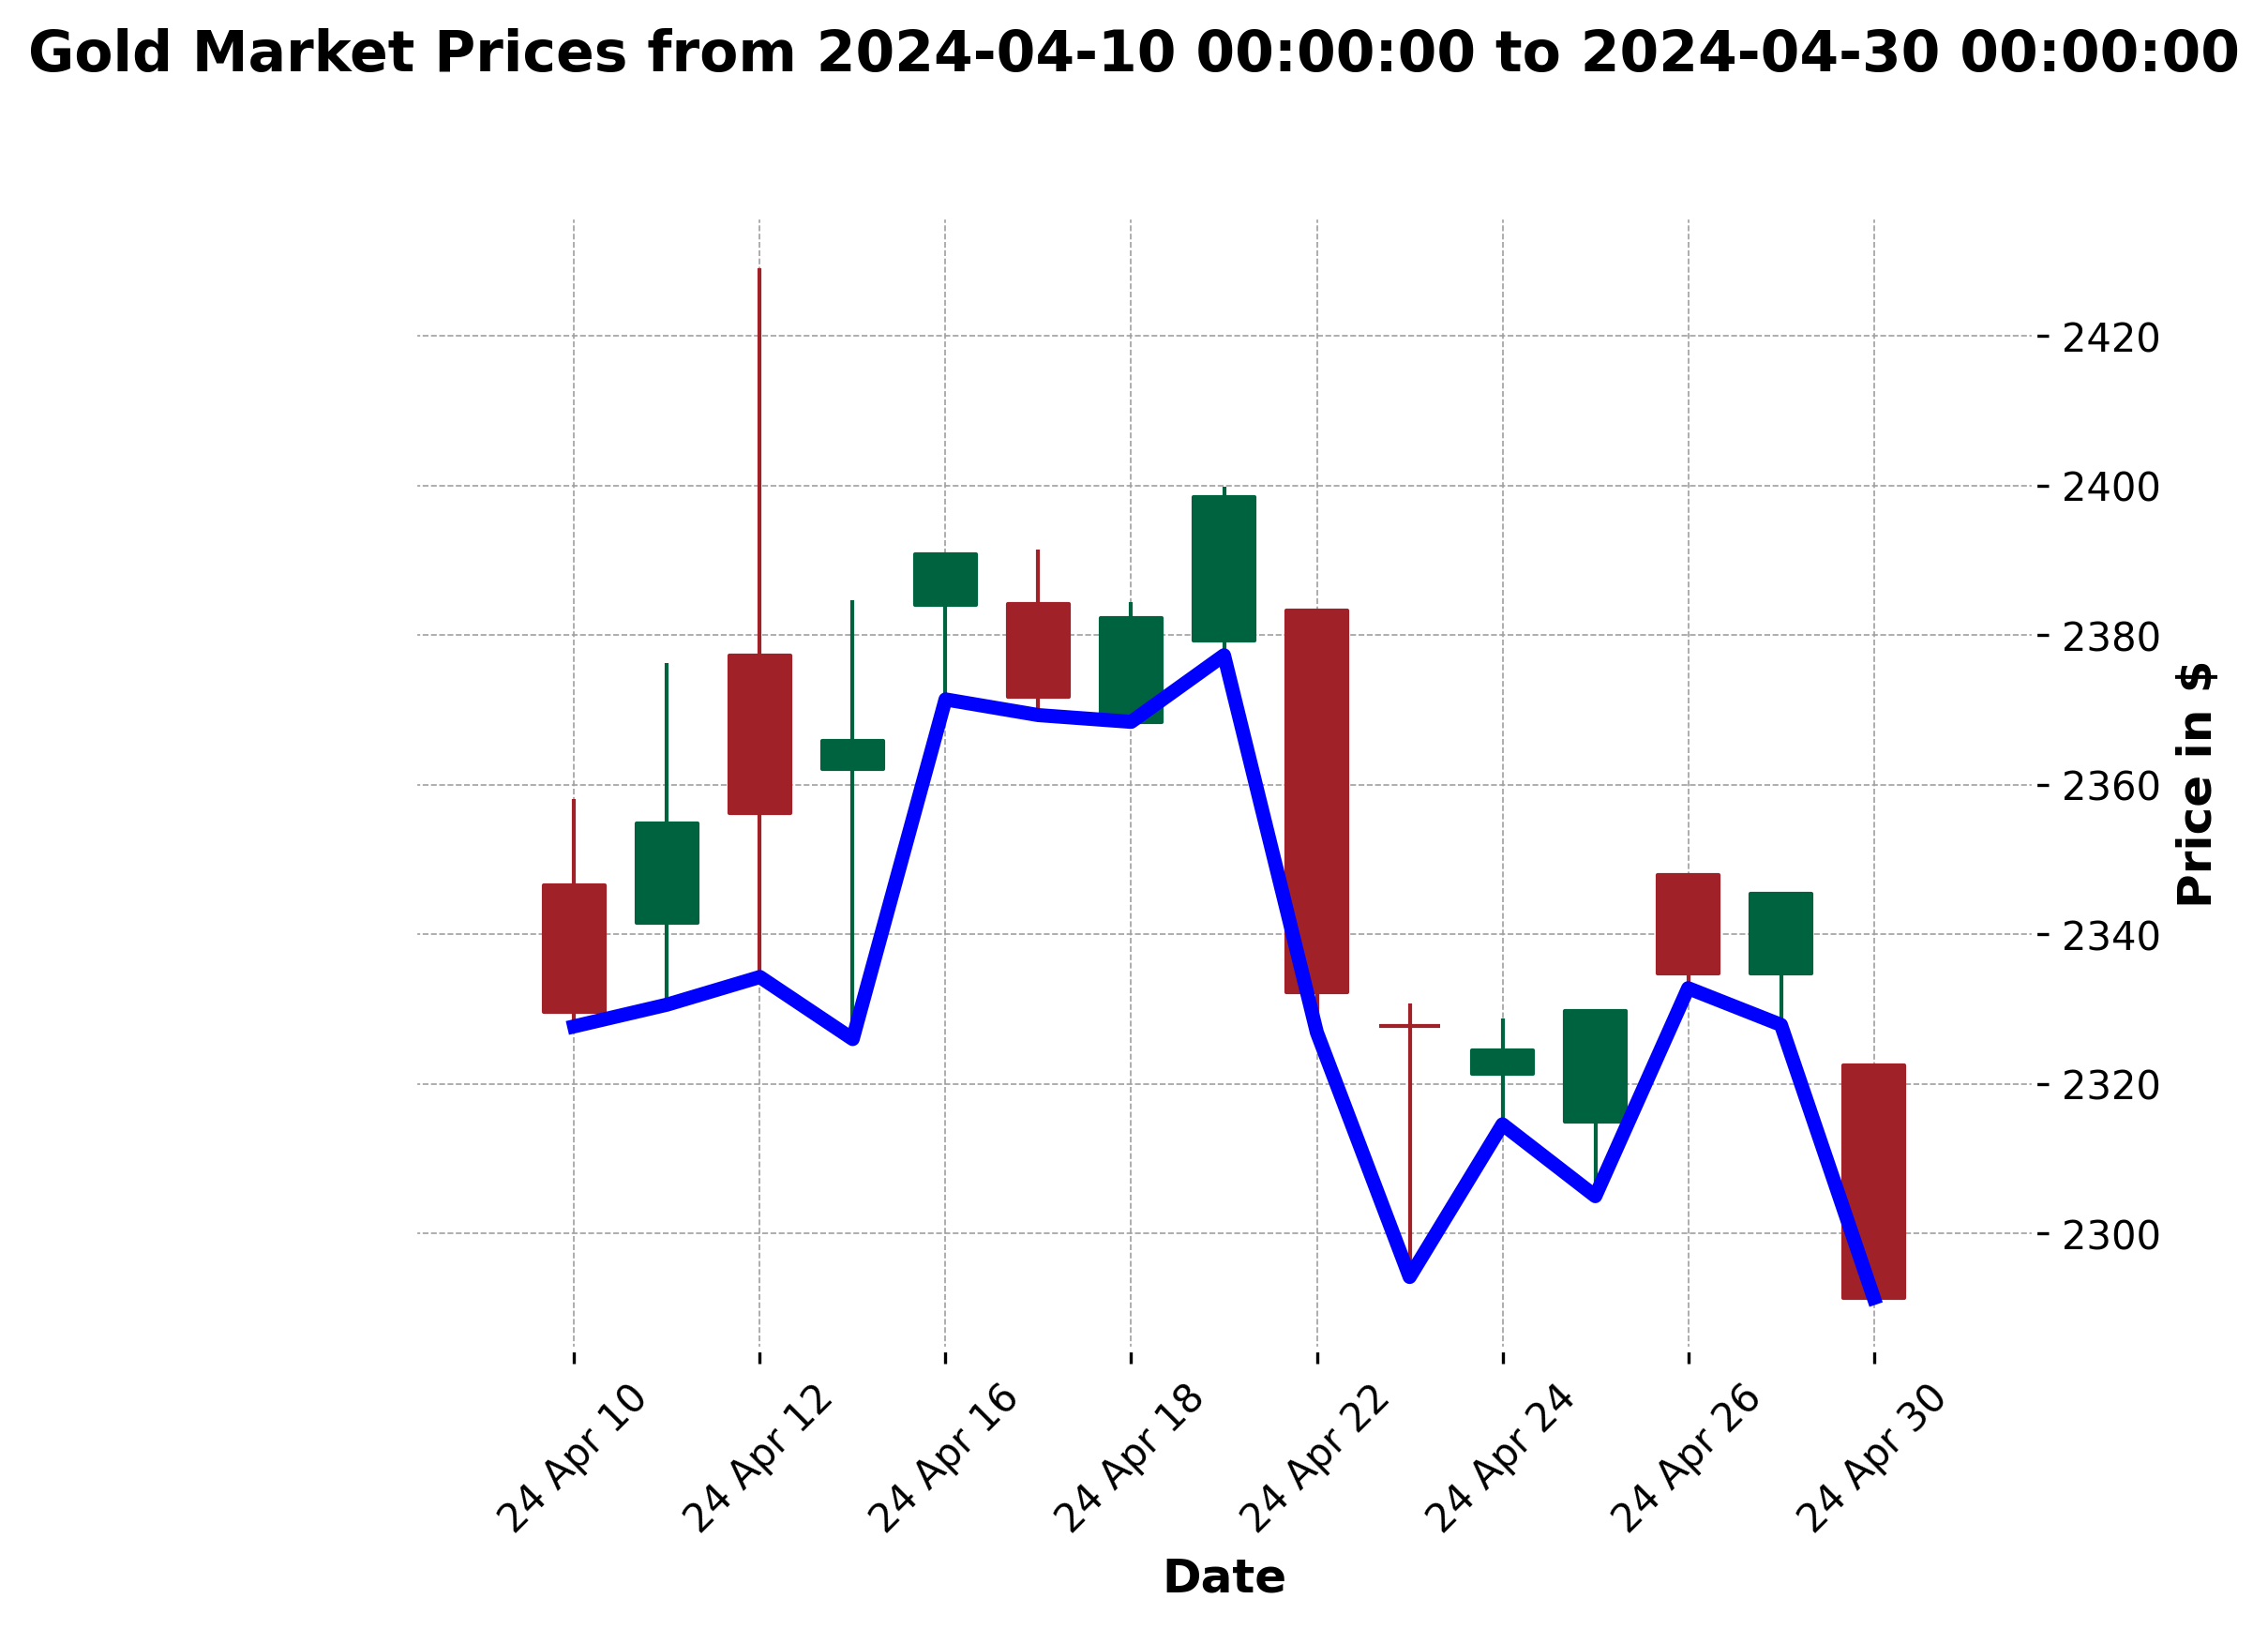 Gold Market Prices from 2024-04-10 00:00:00 to 2024-04-30 00:00:00
2420
2400
2380
2360
2340
2320
2300
Price in $
24 Apr 10
24 Apr 12
24 Apr 16
24 Apr 18
24 Apr 22
24 Apr 24
24 Apr 26
24 Apr 30
Date